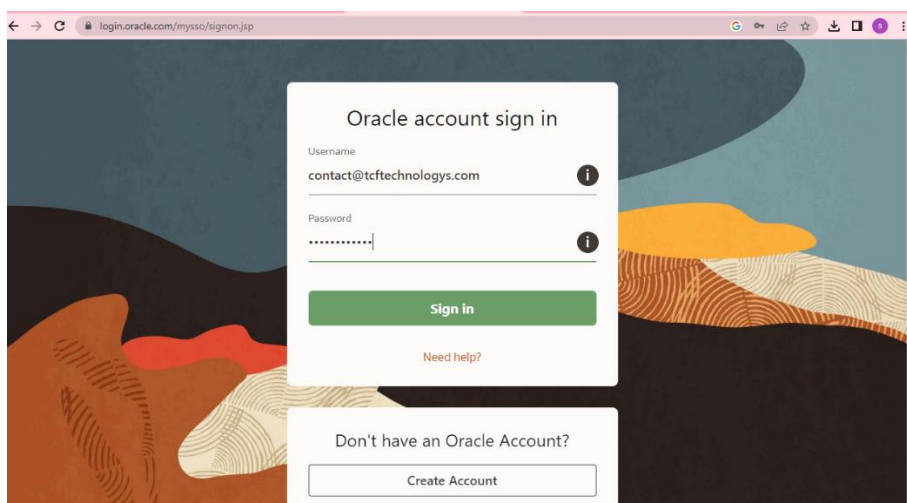 login.oracle.com/mysso/signon.jsp
Oracle account sign in
Username
contact@tcftechnologys.com
Password
Sign in
Need help?
Don't have an Oracle Account?
Create Account